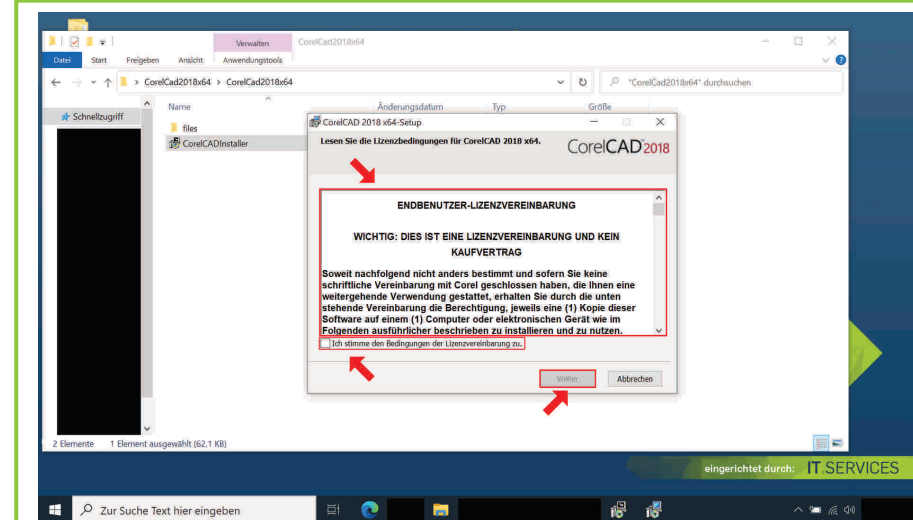 Verwalten
CorelCad2018x64
Datei Start Freigeben Ansicht Anwendungstools
> CorelCad2018x64 > CorelCad2018x64
"CorelCad2018x64" durchsuchen
Schnellzugriff
Name Änderungsdatum Typ Größe
files
CorelCADInstaller
CorelCAD 2018 x64-Setup
Lesen Sie die Lizenzbedingungen für CorelCAD 2018 x64.
CorelCAD 2018
ENDBENUTZER-LIZENZVEREINBARUNG
WICHTIG: DIES IST EINE LIZENZVEREINBARUNG UND KEIN
KAUFVERTRAG
Soweit nachfolgend nicht anders bestimmt und sofern Sie keine
schriftliche Vereinbarung mit Corel geschlossen haben, die Ihnen eine
weitergehende Verwendung gestattet, erhalten Sie durch die unten
stehende Vereinbarung die Berechtigung, jeweils eine (1) Kopie dieser
Software auf einem (1) Computer oder elektronischen Gerät wie im
Folgenden ausführlicher beschrieben zu installieren und zu nutzen.
Ich stimme den Bedingungen der Lizenzvereinbarung zu.
Weiter Abbrechen
2 Elemente 1 Element ausgewählt (62,1 KB)
eingerichtet durch: IT.SERVICES
Zur Suche Text hier eingeben